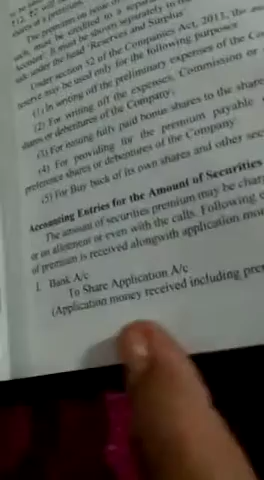 The premium on issue of
such, must be credited to a separate
Account'. It must be shown separately in the
side under the head 'Reserves and Surplus'.
Under section 52 of the Companies Act, 2013, the
reserve may be used only for the following purposes
(1) In writing off the preliminary expenses of the Co
(2) For writing off the expenses, Commission or
shares or debentures of the Company;
(3) For issuing fully paid bonus shares to the share
(4) For providing for the premium payable
preference shares or debentures of the Company.
(5) For Buy back of its own shares and other sec
Accounting Entries for the Amount of Securities
The amount of securities premium may be char
or on allotment or even with the calls. Following e
of premium is received alongwith application mon
1. Bank A/c
To Share Application A/c
(Application money received including pre